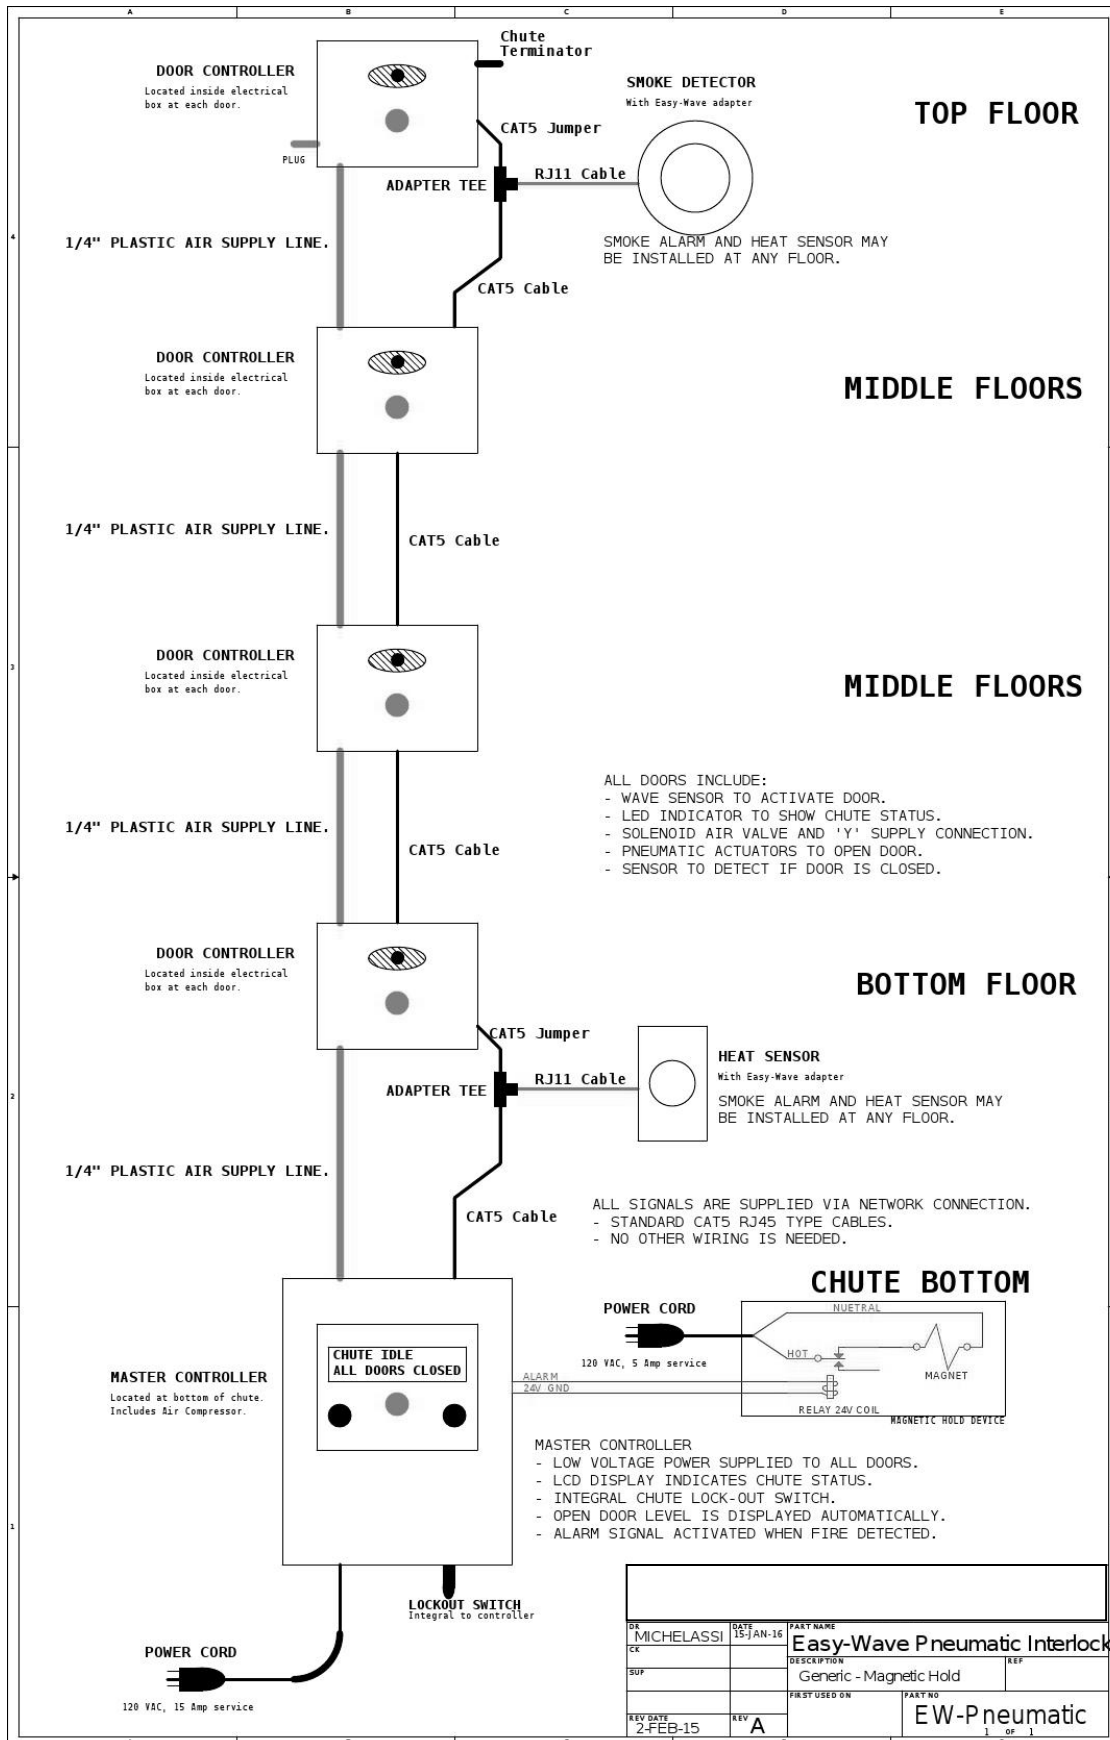 A B C D E
Chute
Terminator
DOOR CONTROLLER
Located inside electrical
box at each door.
SMOKE DETECTOR
With Easy-Wave adapter
TOP FLOOR
CAT5 Jumper
PLUG
ADAPTER TEE
RJ11 Cable
4
1/4" PLASTIC AIR SUPPLY LINE.
SMOKE ALARM AND HEAT SENSOR MAY
BE INSTALLED AT ANY FLOOR.
CAT5 Cable
DOOR CONTROLLER
Located inside electrical
box at each door.
MIDDLE FLOORS
1/4" PLASTIC AIR SUPPLY LINE.
CAT5 Cable
DOOR CONTROLLER
Located inside electrical
box at each door.
3
MIDDLE FLOORS
ALL DOORS INCLUDE:
- WAVE SENSOR TO ACTIVATE DOOR.
- LED INDICATOR TO SHOW CHUTE STATUS.
- SOLENOID AIR VALVE AND 'Y' SUPPLY CONNECTION.
- PNEUMATIC ACTUATORS TO OPEN DOOR.
- SENSOR TO DETECT IF DOOR IS CLOSED.
1/4" PLASTIC AIR SUPPLY LINE.
CAT5 Cable
DOOR CONTROLLER
Located inside electrical
box at each door.
BOTTOM FLOOR
CAT5 Jumper
HEAT SENSOR
With Easy-Wave adapter
SMOKE ALARM AND HEAT SENSOR MAY
BE INSTALLED AT ANY FLOOR.
ADAPTER TEE
RJ11 Cable
2
1/4" PLASTIC AIR SUPPLY LINE.
CAT5 Cable
ALL SIGNALS ARE SUPPLIED VIA NETWORK CONNECTION.
- STANDARD CAT5 RJ45 TYPE CABLES.
- NO OTHER WIRING IS NEEDED.
CHUTE BOTTOM
POWER CORD
120 VAC, 5 Amp service
NUETRAL
HOT
MAGNET
RELAY 24V COIL
MAGNETIC HOLD DEVICE
ALARM
24V GND
CHUTE IDLE
ALL DOORS CLOSED
MASTER CONTROLLER
Located at bottom of chute.
Includes Air Compressor.
MASTER CONTROLLER
- LOW VOLTAGE POWER SUPPLIED TO ALL DOORS.
- LCD DISPLAY INDICATES CHUTE STATUS.
- INTEGRAL CHUTE LOCK-OUT SWITCH.
- OPEN DOOR LEVEL IS DISPLAYED AUTOMATICALLY.
- ALARM SIGNAL ACTIVATED WHEN FIRE DETECTED.
1
LOCKOUT SWITCH
Integral to controller
POWER CORD
120 VAC, 15 Amp service
DR
MICHELASSI
DATE
15-JAN-16
PART NAME
Easy-Wave Pneumatic Interlock
CK
DESCRIPTION
Generic - Magnetic Hold
REF
SUP
FIRST USED ON
PART NO
EW-Pneumatic
REV DATE
2-FEB-15
REV
A
1 OF 1